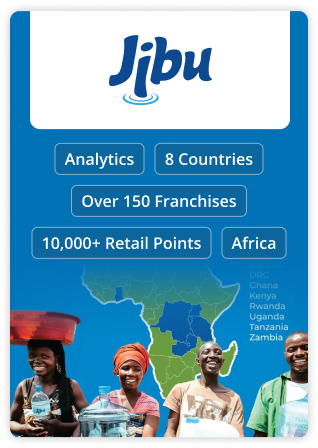 Jibu
Analytics
8 Countries
Over 150 Franchises
10,000+ Retail Points
Africa
DRC
Ghana
Kenya
Rwanda
Uganda
Tanzania
Zambia